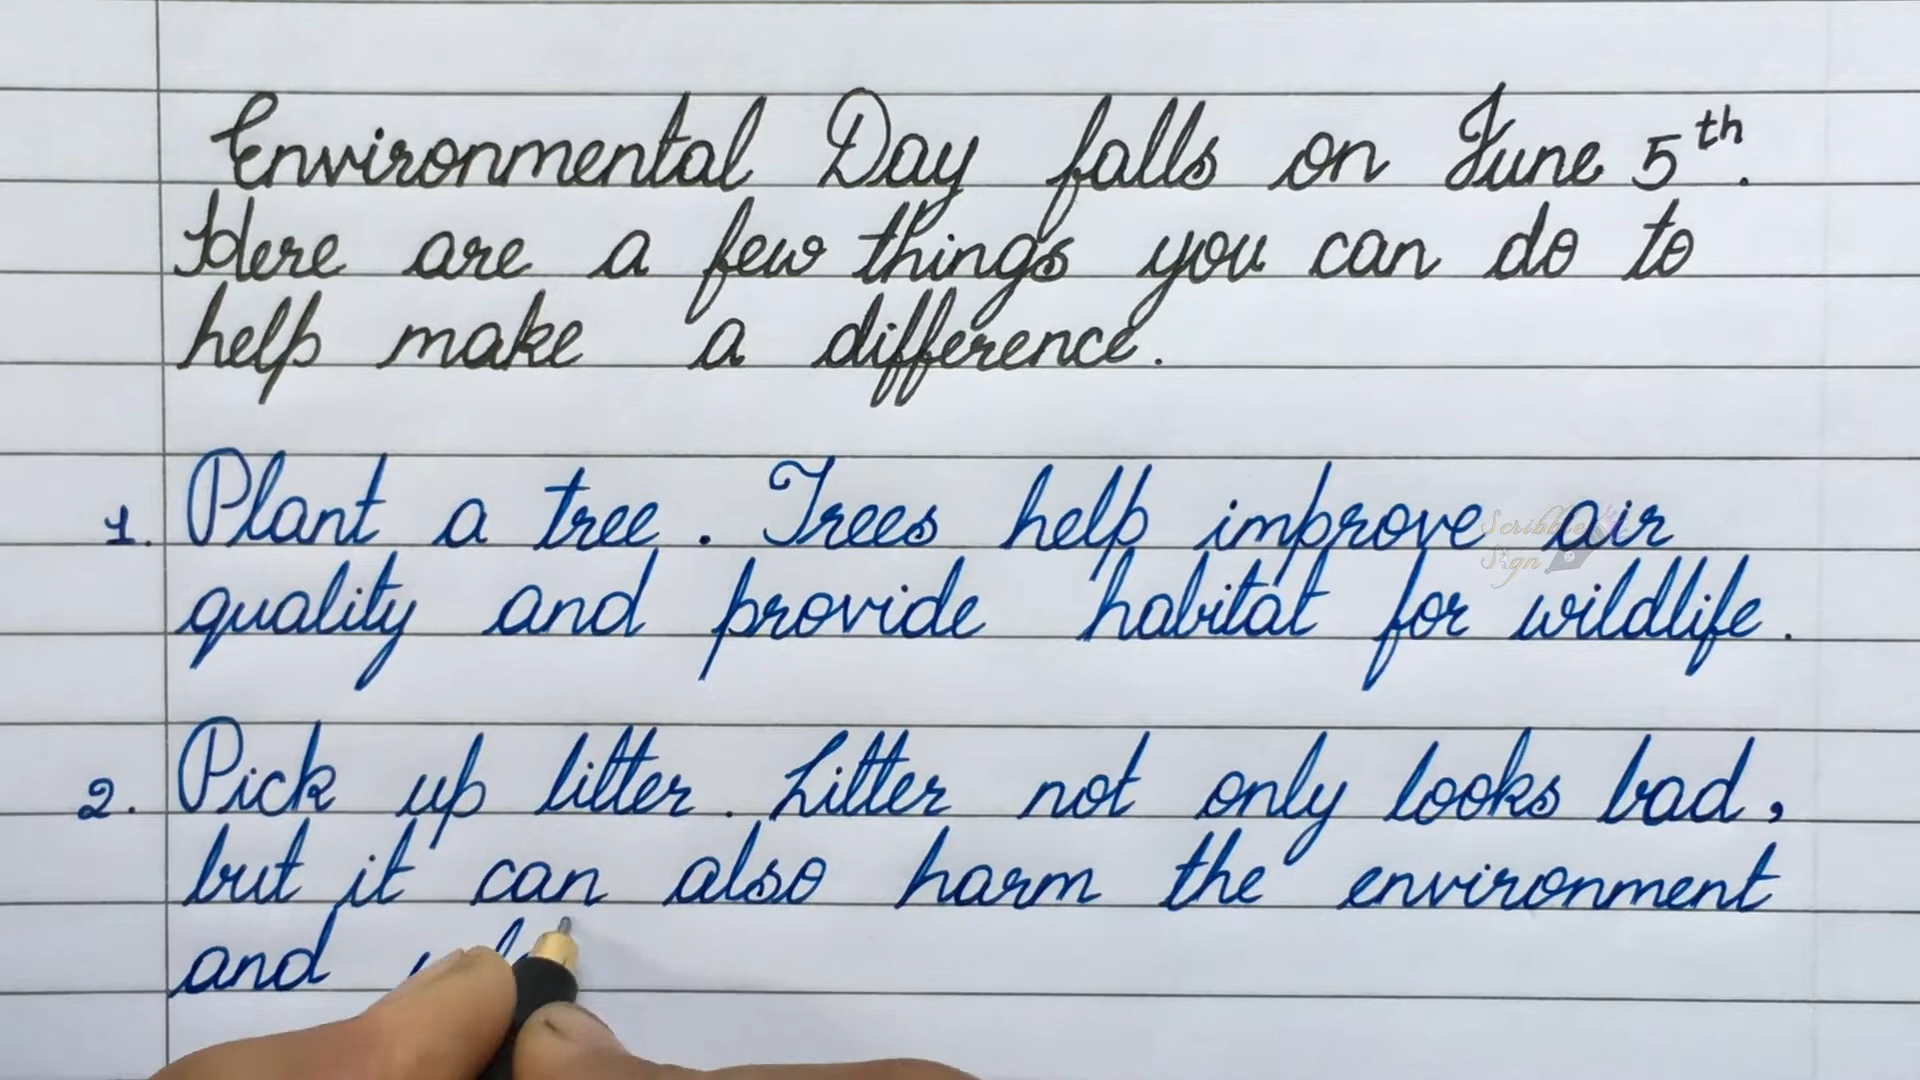 Environmental Day falls on June 5th.
Here are a few things you can do to
help make a difference.
1. Plant a tree. Trees help improve air
quality and provide habitat for wildlife.
2. Pick up litter. Litter not only looks bad,
but it can also harm the environment
and
Scribble
Sign